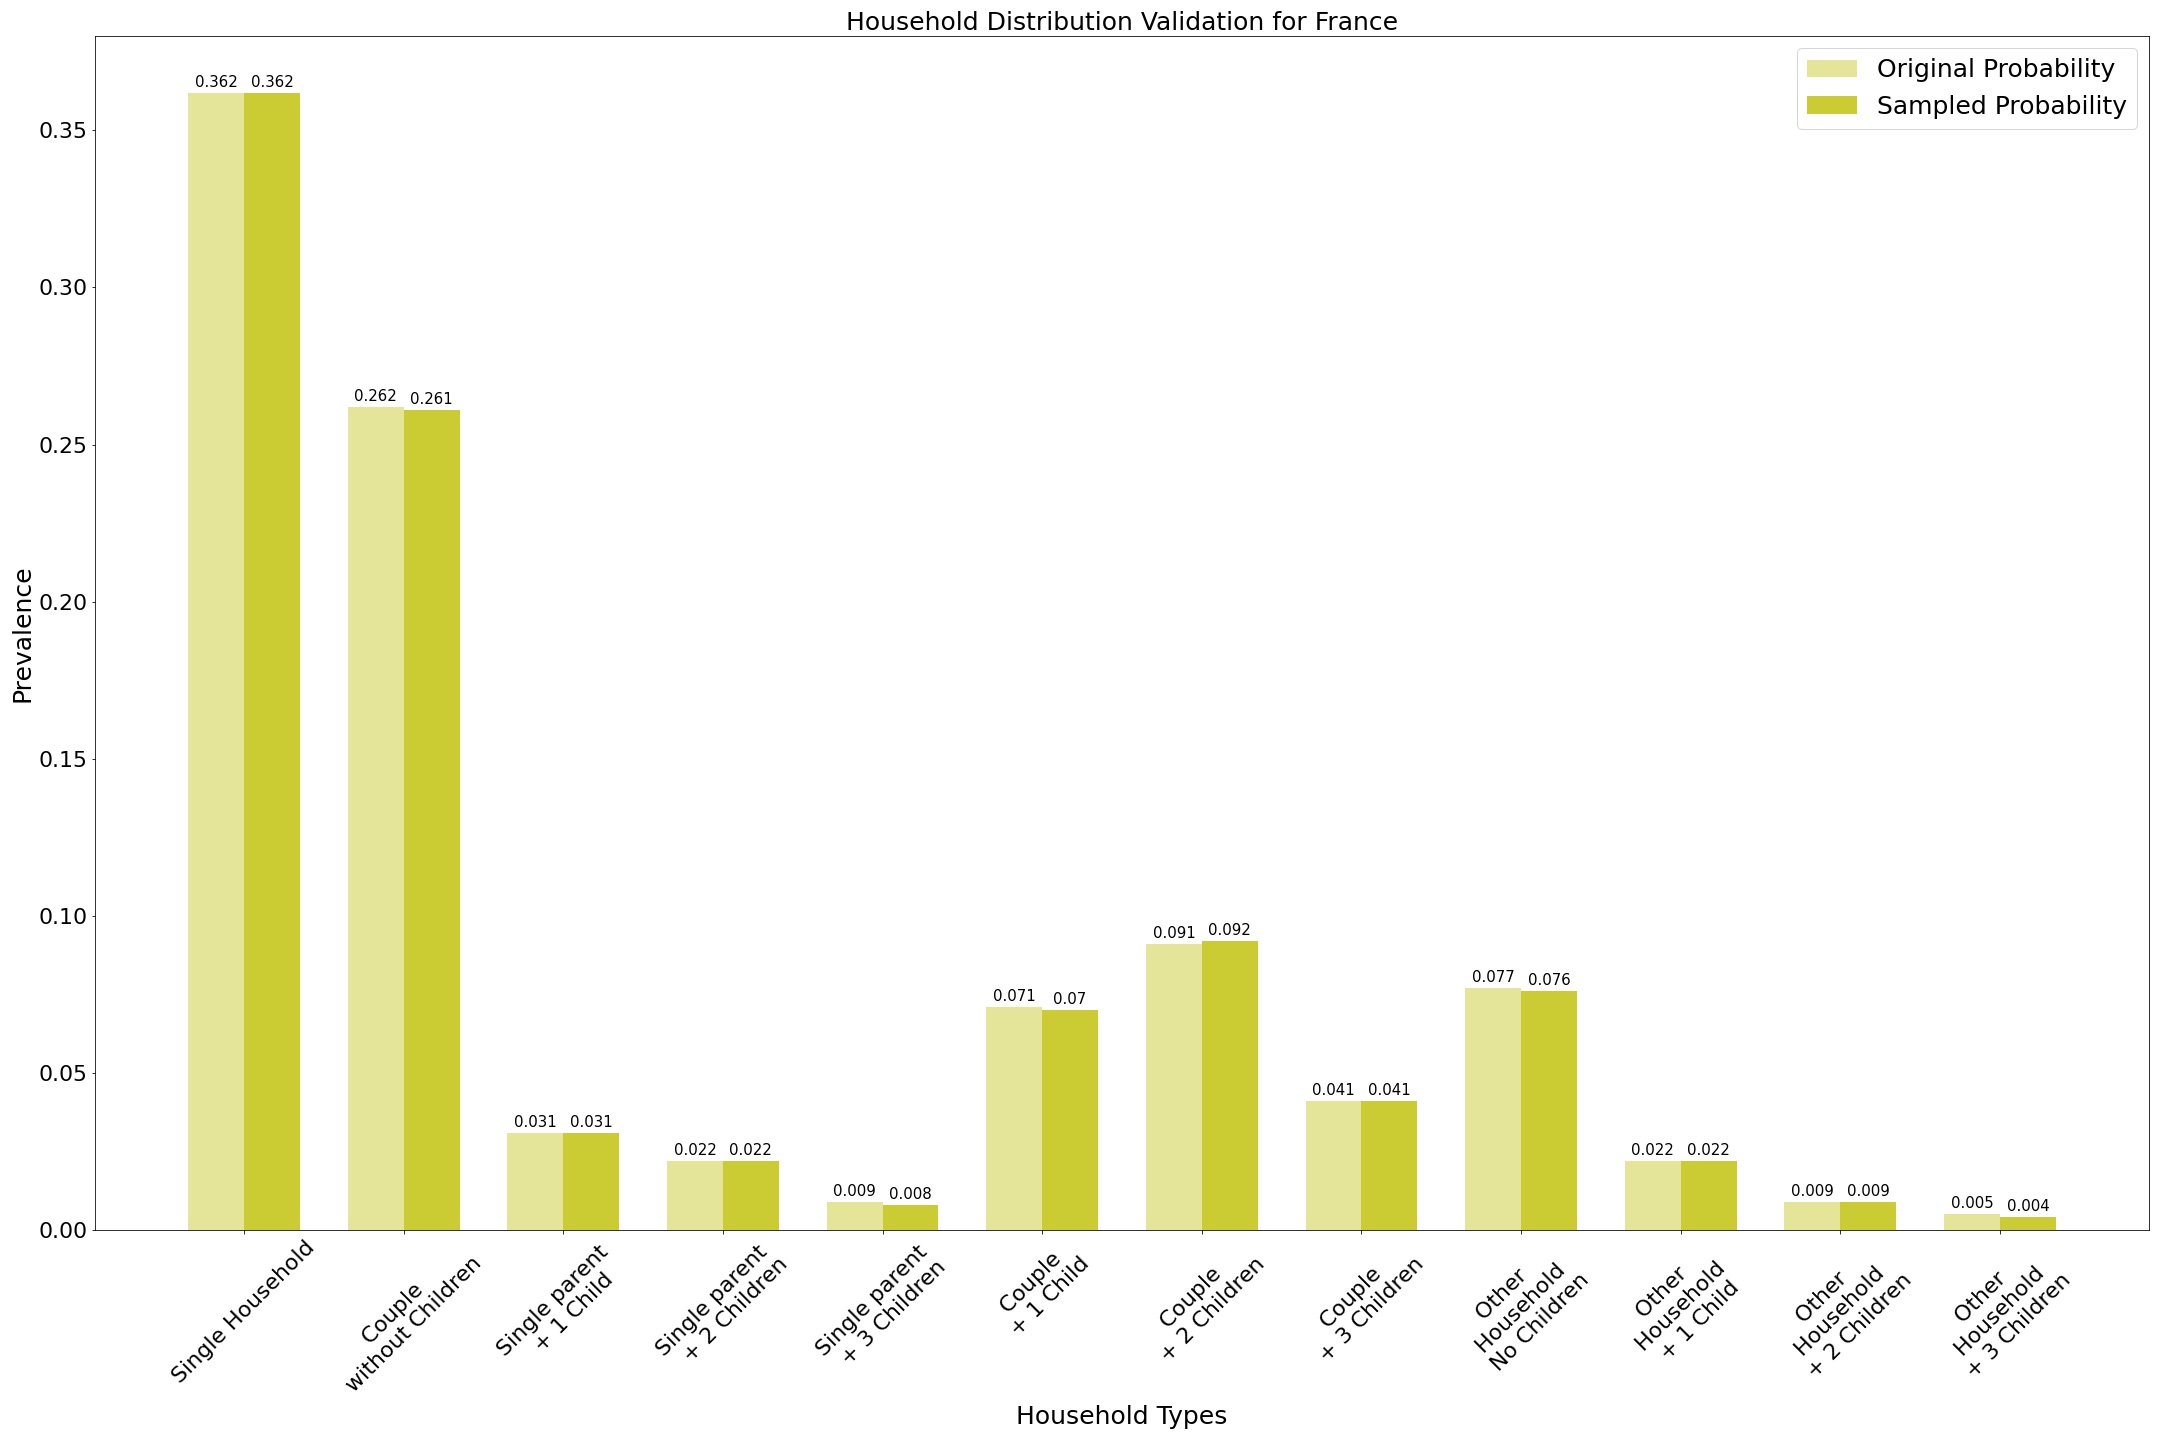 Household Distribution Validation for France
Original Probability
Sampled Probability
Prevalence
0.35
0.30
0.25
0.20
0.15
0.10
0.05
0.00
0.362 0.362
0.262 0.261
0.031 0.031
0.022 0.022
0.009 0.008
0.071 0.07
0.091 0.092
0.041 0.041
0.077 0.076
0.022 0.022
0.009 0.009
0.005 0.004
Single Household
Couple
without Children
Single parent
+ 1 Child
Single parent
+ 2 Children
Single parent
+ 3 Children
Couple
+ 1 Child
Couple
+ 2 Children
Couple
+ 3 Children
Other
Household
No Children
Other
Household
+ 1 Child
Other
Household
+ 2 Children
Other
Household
+ 3 Children
Household Types